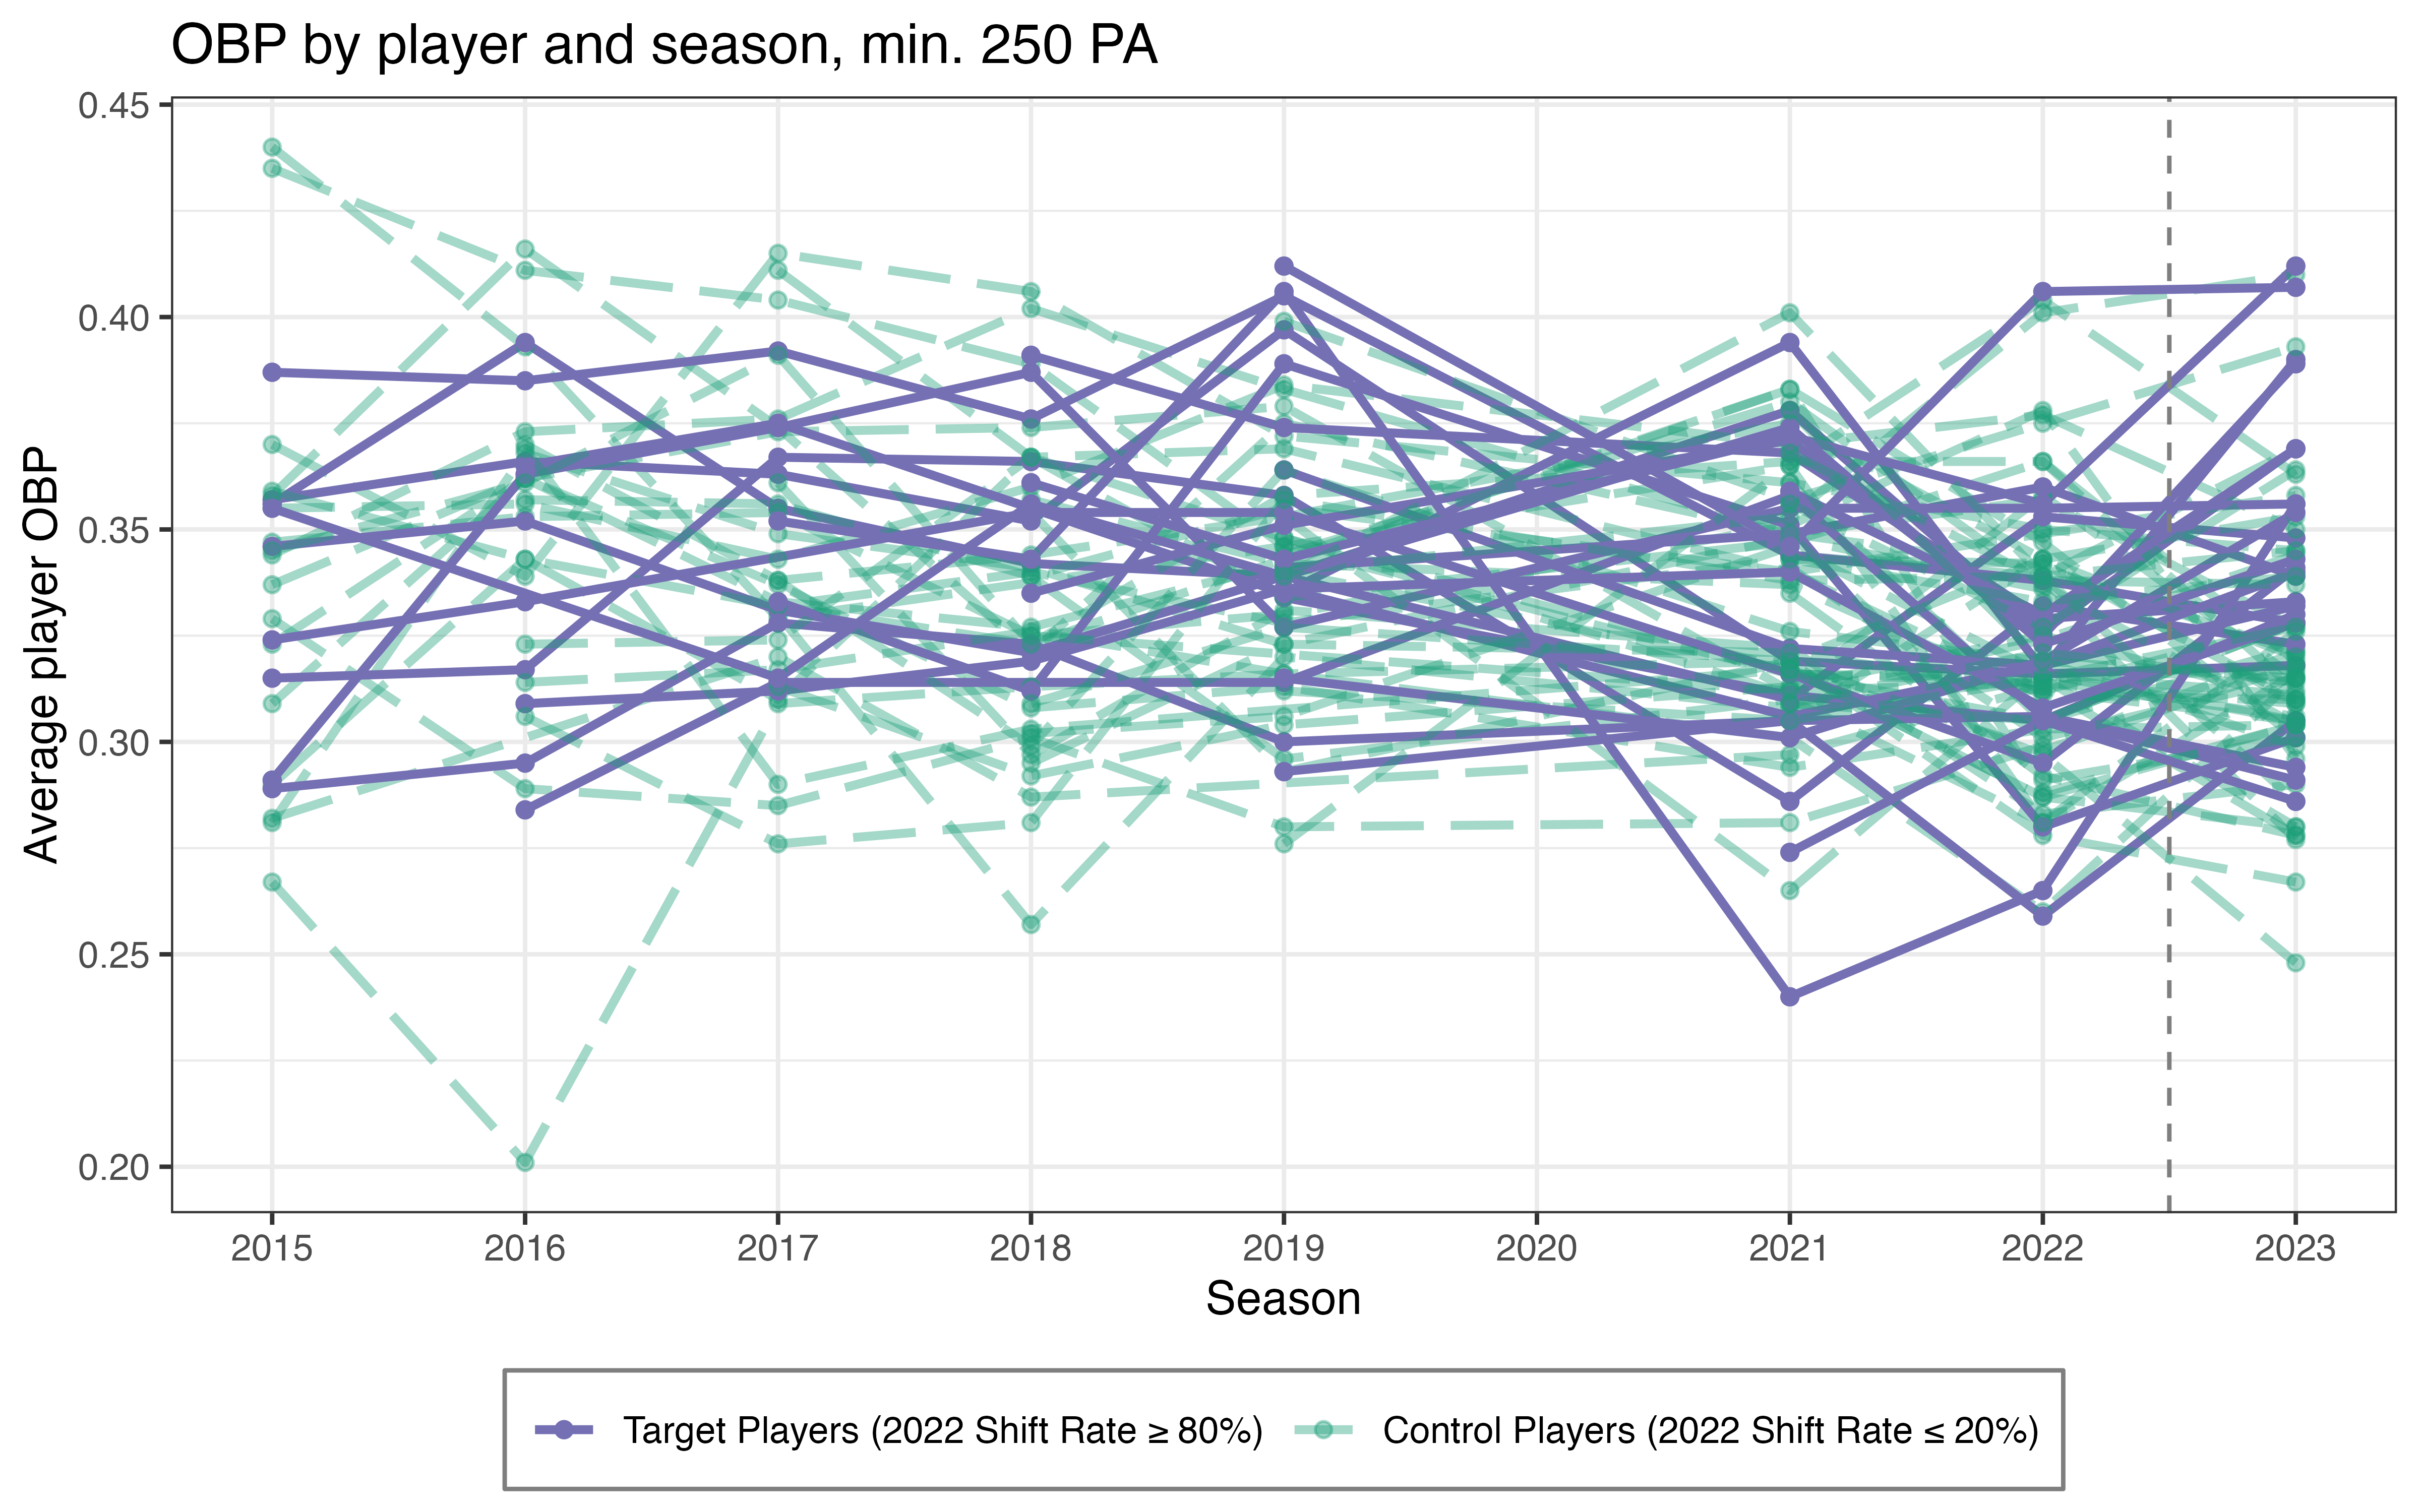 OBP by player and season, min. 250 PA
Average player OBP
0.45
0.40
0.35
0.30
0.25
0.20
2015 2016 2017 2018 2019 2020 2021 2022 2023
Season
Target Players (2022 Shift Rate ≥ 80%) Control Players (2022 Shift Rate ≤ 20%)